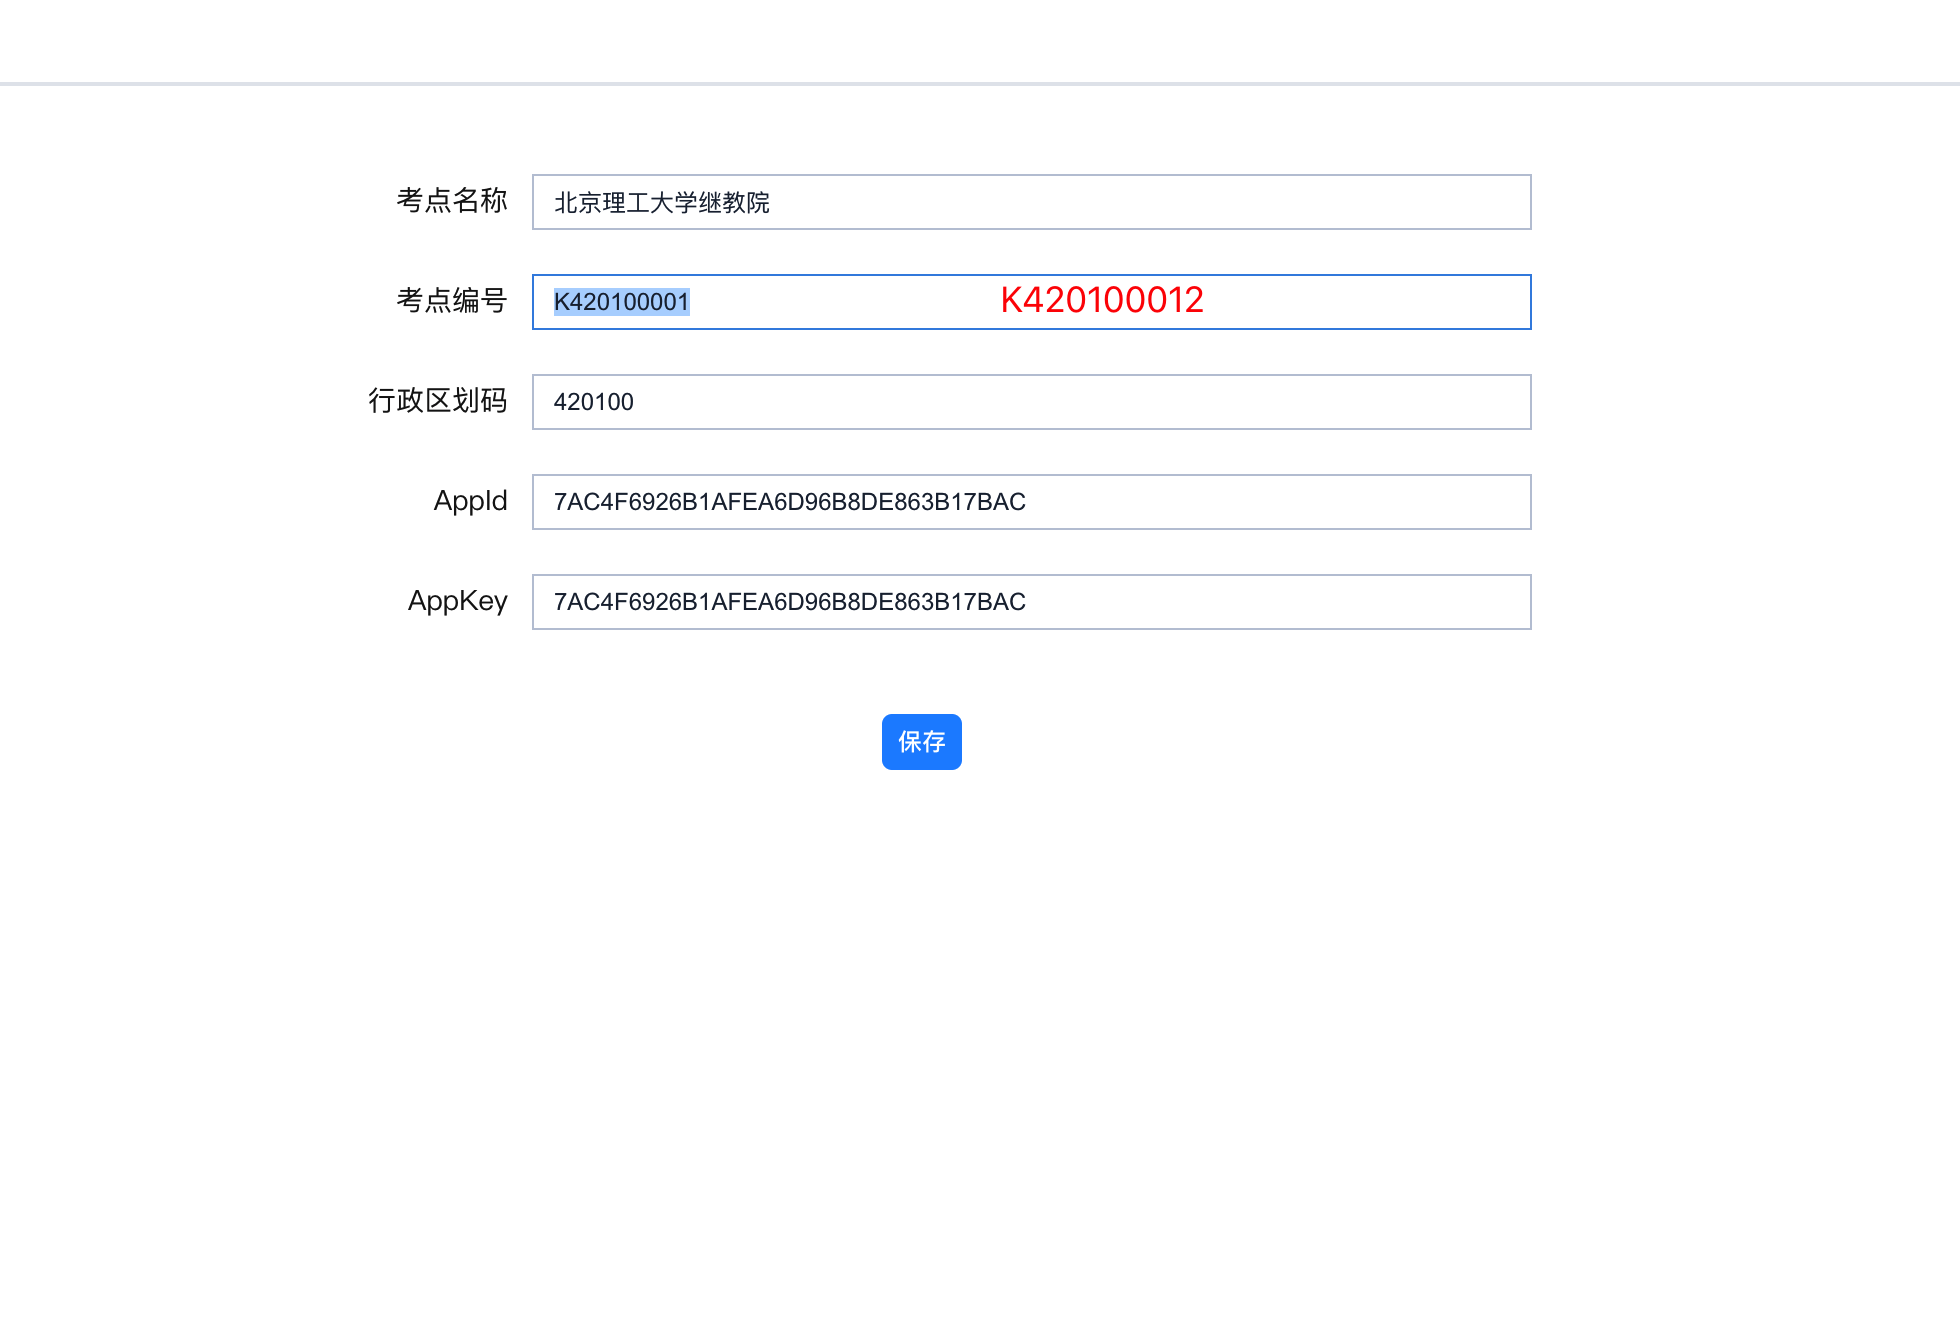 考点名称 北京理工大学继教院
考点编号 K420100001 K420100012
行政区划码 420100
AppId 7AC4F6926B1AFEA6D96B8DE863B17BAC
AppKey 7AC4F6926B1AFEA6D96B8DE863B17BAC
保存